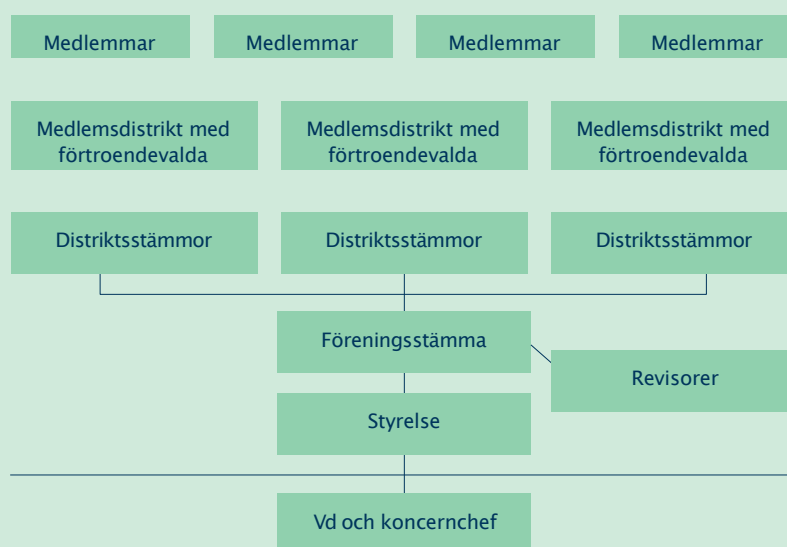 Medlemmar
Medlemmar
Medlemmar
Medlemmar
Medlemsdistrikt med
förtroendevalda
Medlemsdistrikt med
förtroendevalda
Medlemsdistrikt med
förtroendevalda
Distriktsstämmor
Distriktsstämmor
Distriktsstämmor
Föreningsstämma
Revisorer
Styrelse
Vd och koncernchef